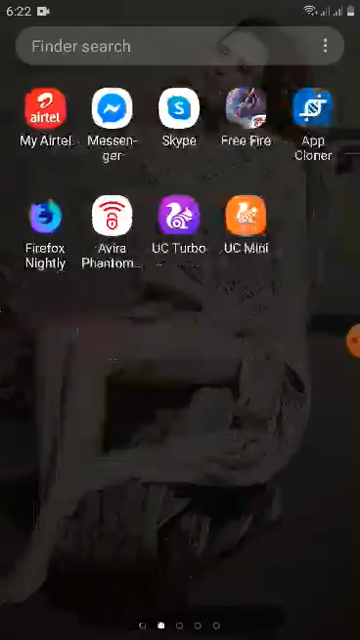 6:22
Finder search
airtel
My Airtel
Messen-
ger
Skype
Free Fire
App
Cloner
Firefox
Nightly
Avira
Phantom...
UC Turbo
UC Mini